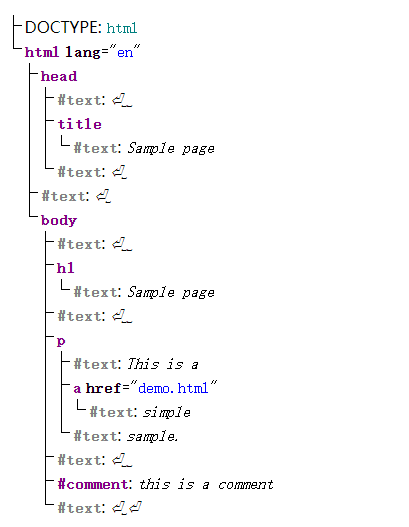 DOCTYPE: html
html lang="en"
head
#text: ⏎␣␣
title
#text: Sample page
#text: ⏎␣
#text: ⏎␣
body
#text: ⏎␣␣
h1
#text: Sample page
#text: ⏎␣␣
p
#text: This is a
a href="demo.html"
#text: simple
#text: sample.
#text: ⏎␣␣
#comment: this is a comment
#text: ⏎␣⏎